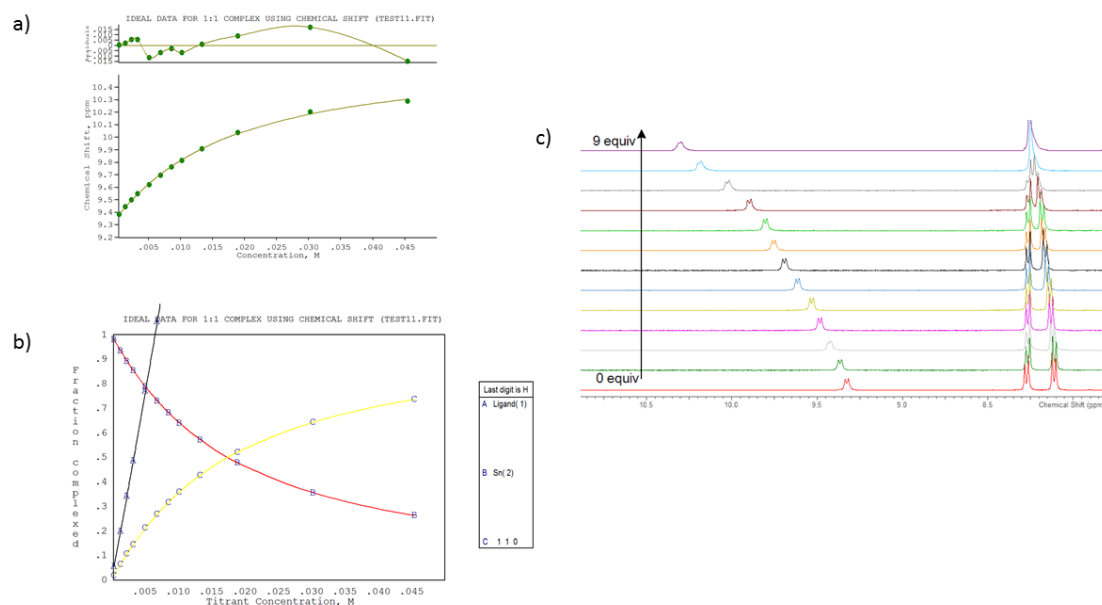 a)
IDEAL DATA FOR 1:1 COMPLEX USING CHEMICAL SHIFT (TEST11.FIT)
.015
.010
.005
0
.005
.010
.015
Chemical Shift, ppm
10.4
10.3
10.2
10.1
10
9.9
9.8
9.7
9.6
9.5
9.4
9.3
9.2
.005 .010 .015 .020 .025 .030 .035 .040 .045
Concentration, M
b)
IDEAL DATA FOR 1:1 COMPLEX USING CHEMICAL SHIFT (TEST11.FIT)
Fraction complexed
1
.9
.8
.7
.6
.5
.4
.3
.2
.1
0
.005 .010 .015 .020 .025 .030 .035 .040 .045
Titrant Concentration, M
Last digit is H
A Ligand( 1)
B Sn( 2)
C 1 1 0
c)
9 equiv
0 equiv
10.5 10.0 9.5 9.0 8.5
Chemical Shift (ppm